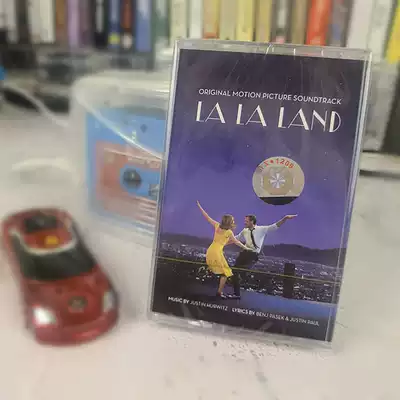 ORIGINAL MOTION PICTURE SOUNDTRACK
LA LA LAND
MUSIC BY JUSTIN HURWITZ LYRICS BY BENJ PASEK & JUSTIN PAUL